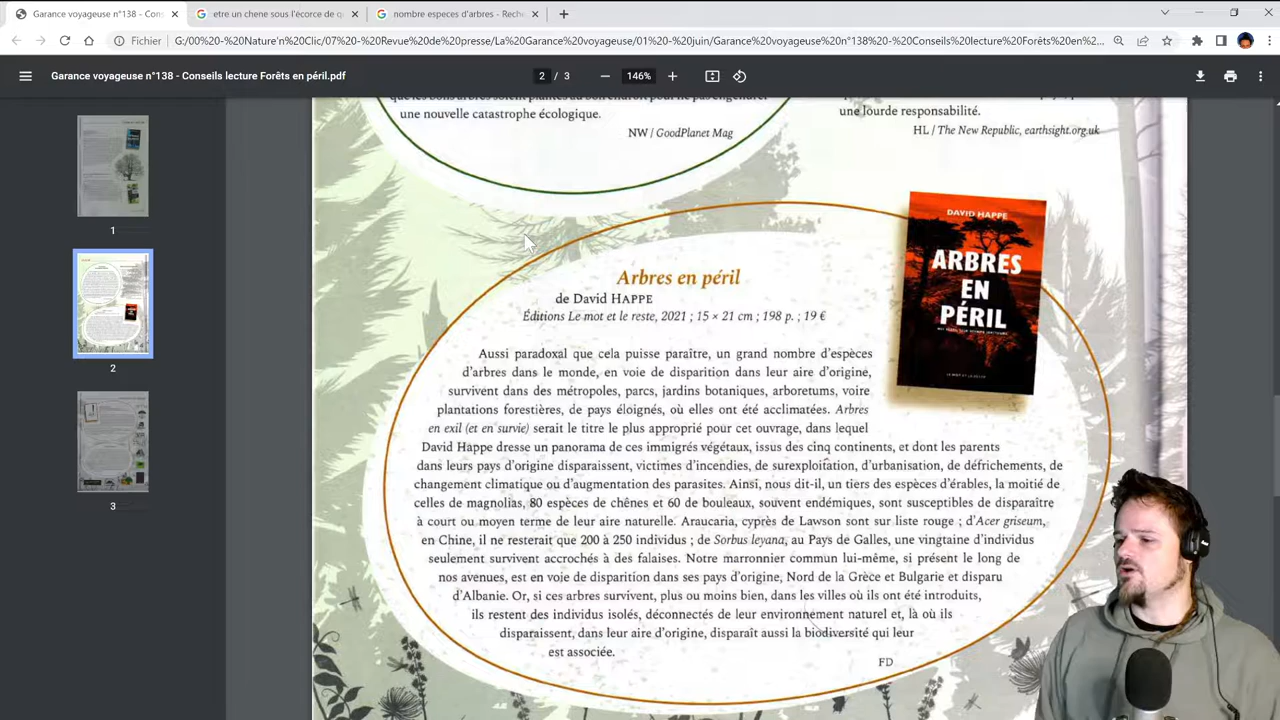 Garance voyageuse n°138 - Cons
etre un chene sous l'écorce de q
nombre especes d'arbres - Reche
Fichier
G:/00%20-%20Nature'n%20Clic/07%20-%20Revue%20de%20presse/La%20Garance%20voyageuse/01%20-%20juin/Garance%20voyageuse%20n°138%20-%20Conseils%20lecture%20Forêts%20en%...
Garance voyageuse n°138 - Conseils lecture Forêts en péril.pdf
2 / 3
146%
1
2
3
une nouvelle catastrophe écologique.
NW / GoodPlanet Mag
une lourde responsabilité.
HL / The New Republic, earthsight.org.uk
DAVID HAPPE
ARBRES
EN
PÉRIL
LE MOT ET LE RESTE
Arbres en péril
de David HAPPE
Éditions Le mot et le reste, 2021 ; 15 × 21 cm ; 198 p. ; 19 €
Aussi paradoxal que cela puisse paraître, un grand nombre d'espèces
d'arbres dans le monde, en voie de disparition dans leur aire d'origine,
survivent dans des métropoles, parcs, jardins botaniques, arboretums, voire
plantations forestières, de pays éloignés, où elles ont été acclimatées. Arbres
en exil (et en survie) serait le titre le plus approprié pour cet ouvrage, dans lequel
David Happe dresse un panorama de ces immigrés végétaux, issus des cinq continents, et dont les parents
dans leurs pays d'origine disparaissent, victimes d'incendies, de surexploitation, d'urbanisation, de défrichements, de
changement climatique ou d'augmentation des parasites. Ainsi, nous dit-il, un tiers des espèces d'érables, la moitié de
celles de magnolias, 80 espèces de chênes et 60 de bouleaux, souvent endémiques, sont susceptibles de disparaître
à court ou moyen terme de leur aire naturelle. Araucaria, cyprès de Lawson sont sur liste rouge ; d'Acer griseum,
en Chine, il ne resterait que 200 à 250 individus ; de Sorbus leyana, au Pays de Galles, une vingtaine d'individus
seulement survivent accrochés à des falaises. Notre marronnier commun lui-même, si présent le long de
nos avenues, est en voie de disparition dans ses pays d'origine, Nord de la Grèce et Bulgarie et disparu
d'Albanie. Or, si ces arbres survivent, plus ou moins bien, dans les villes où ils ont été introduits,
ils restent des individus isolés, déconnectés de leur environnement naturel et, là où ils
disparaissent, dans leur aire d'origine, disparaît aussi la biodiversité qui leur
est associée.
FD